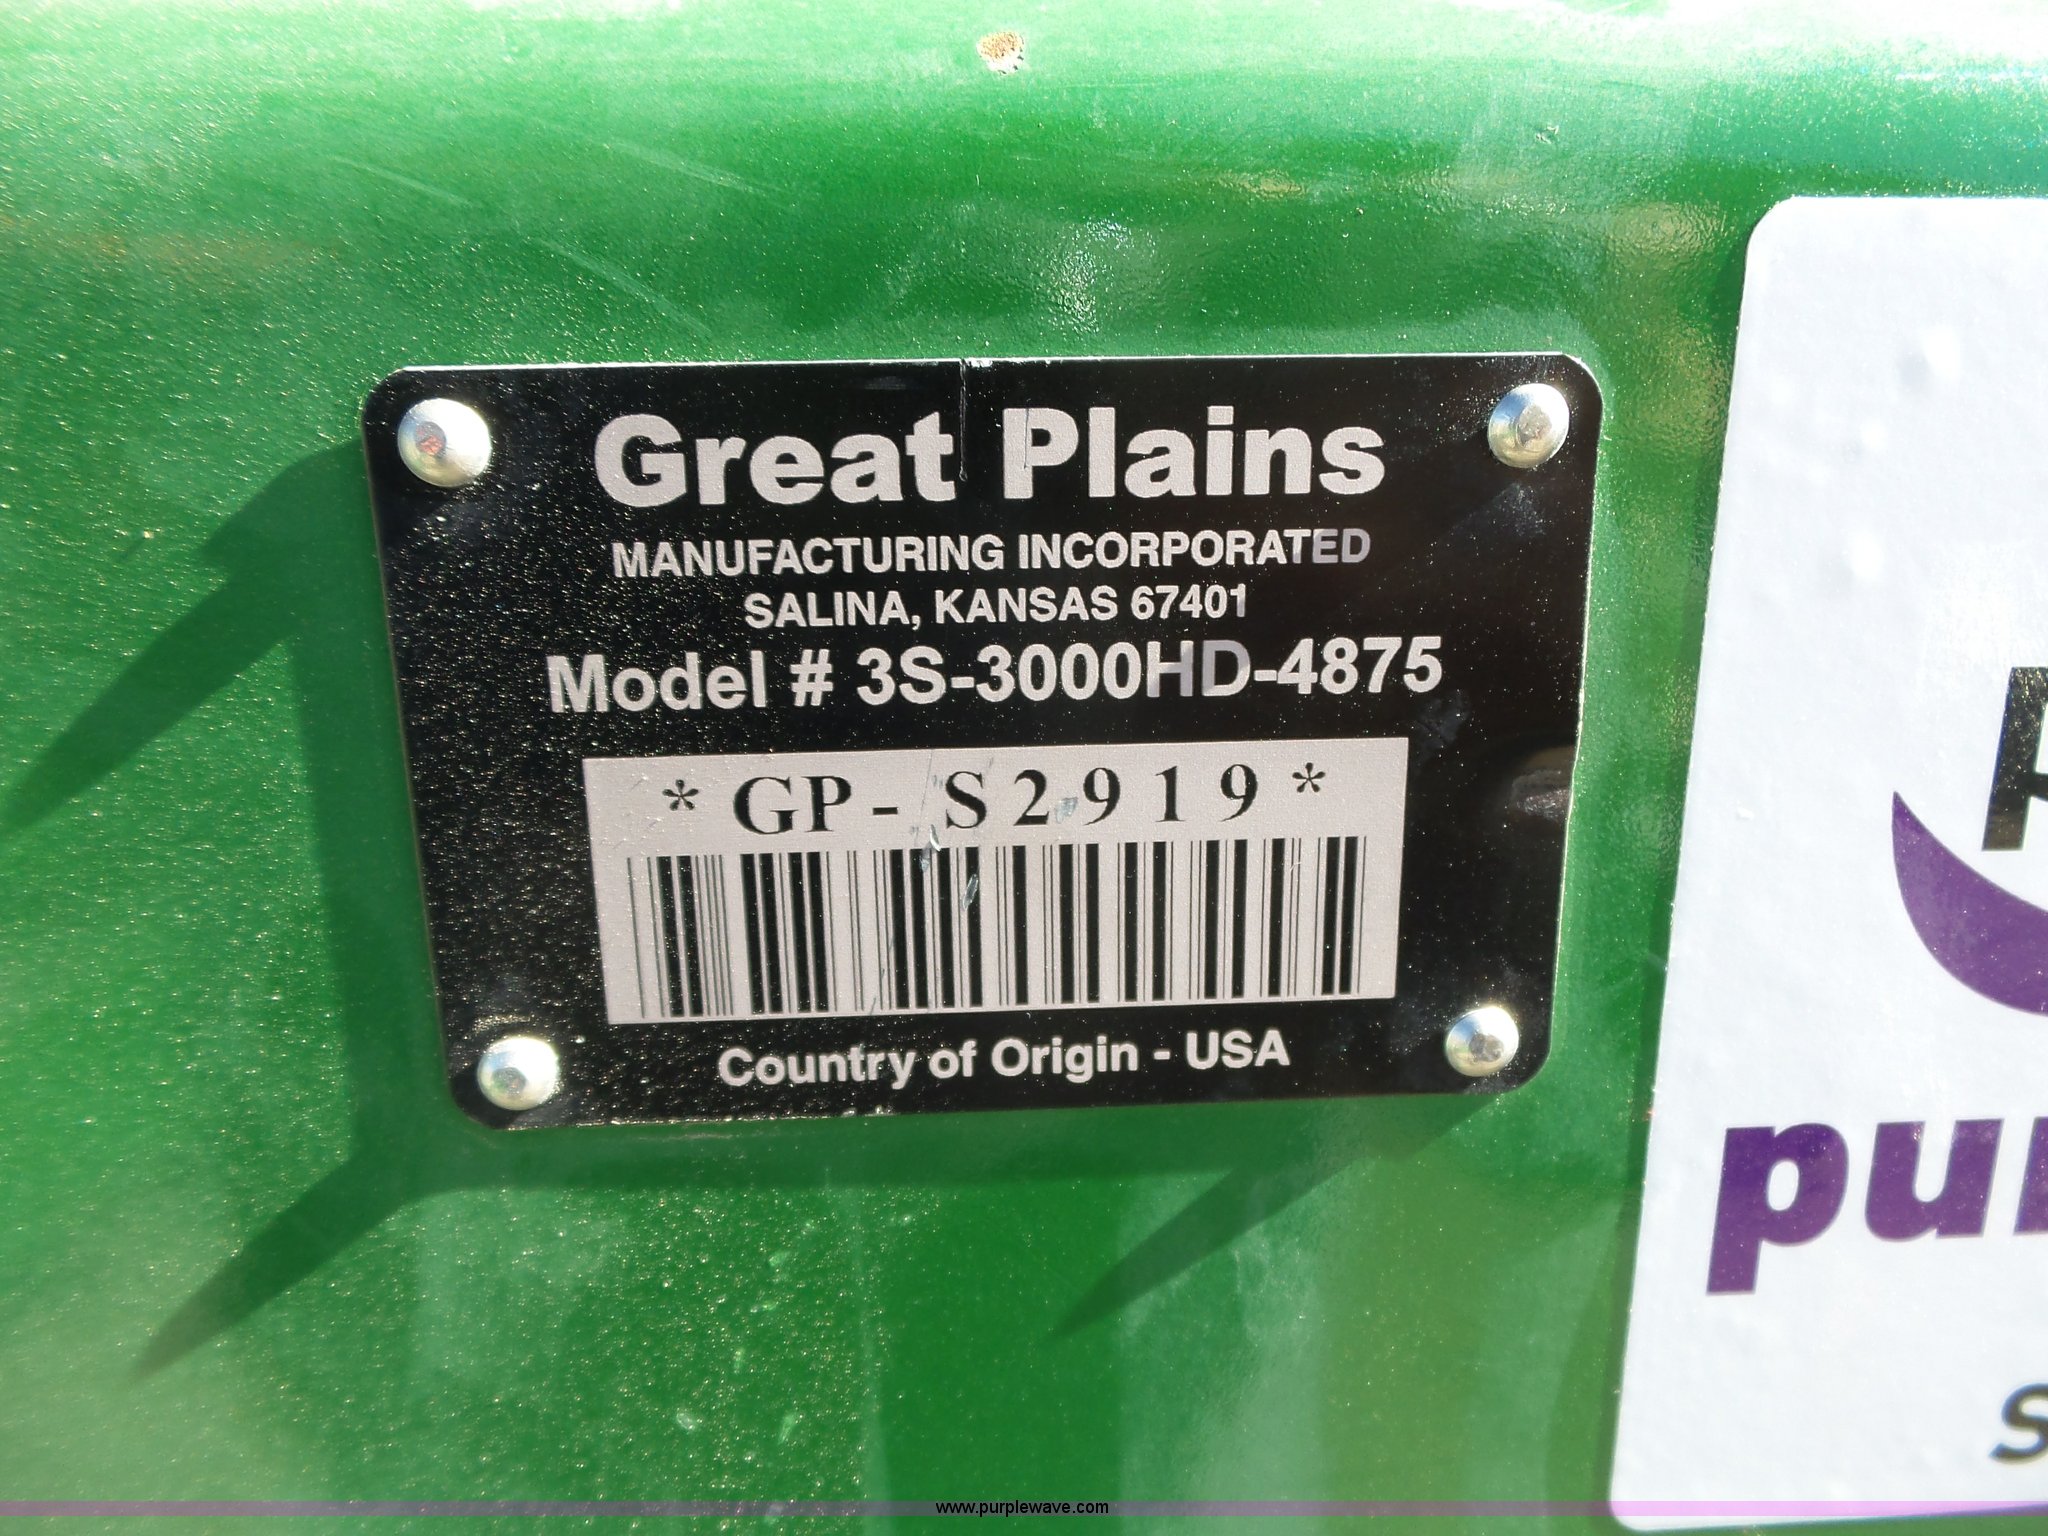 Great Plains
MANUFACTURING INCORPORATED
SALINA, KANSAS 67401
Model # 3S-3000HD-4875
* GP- S2919 *
Country of Origin - USA
www.purplewave.com